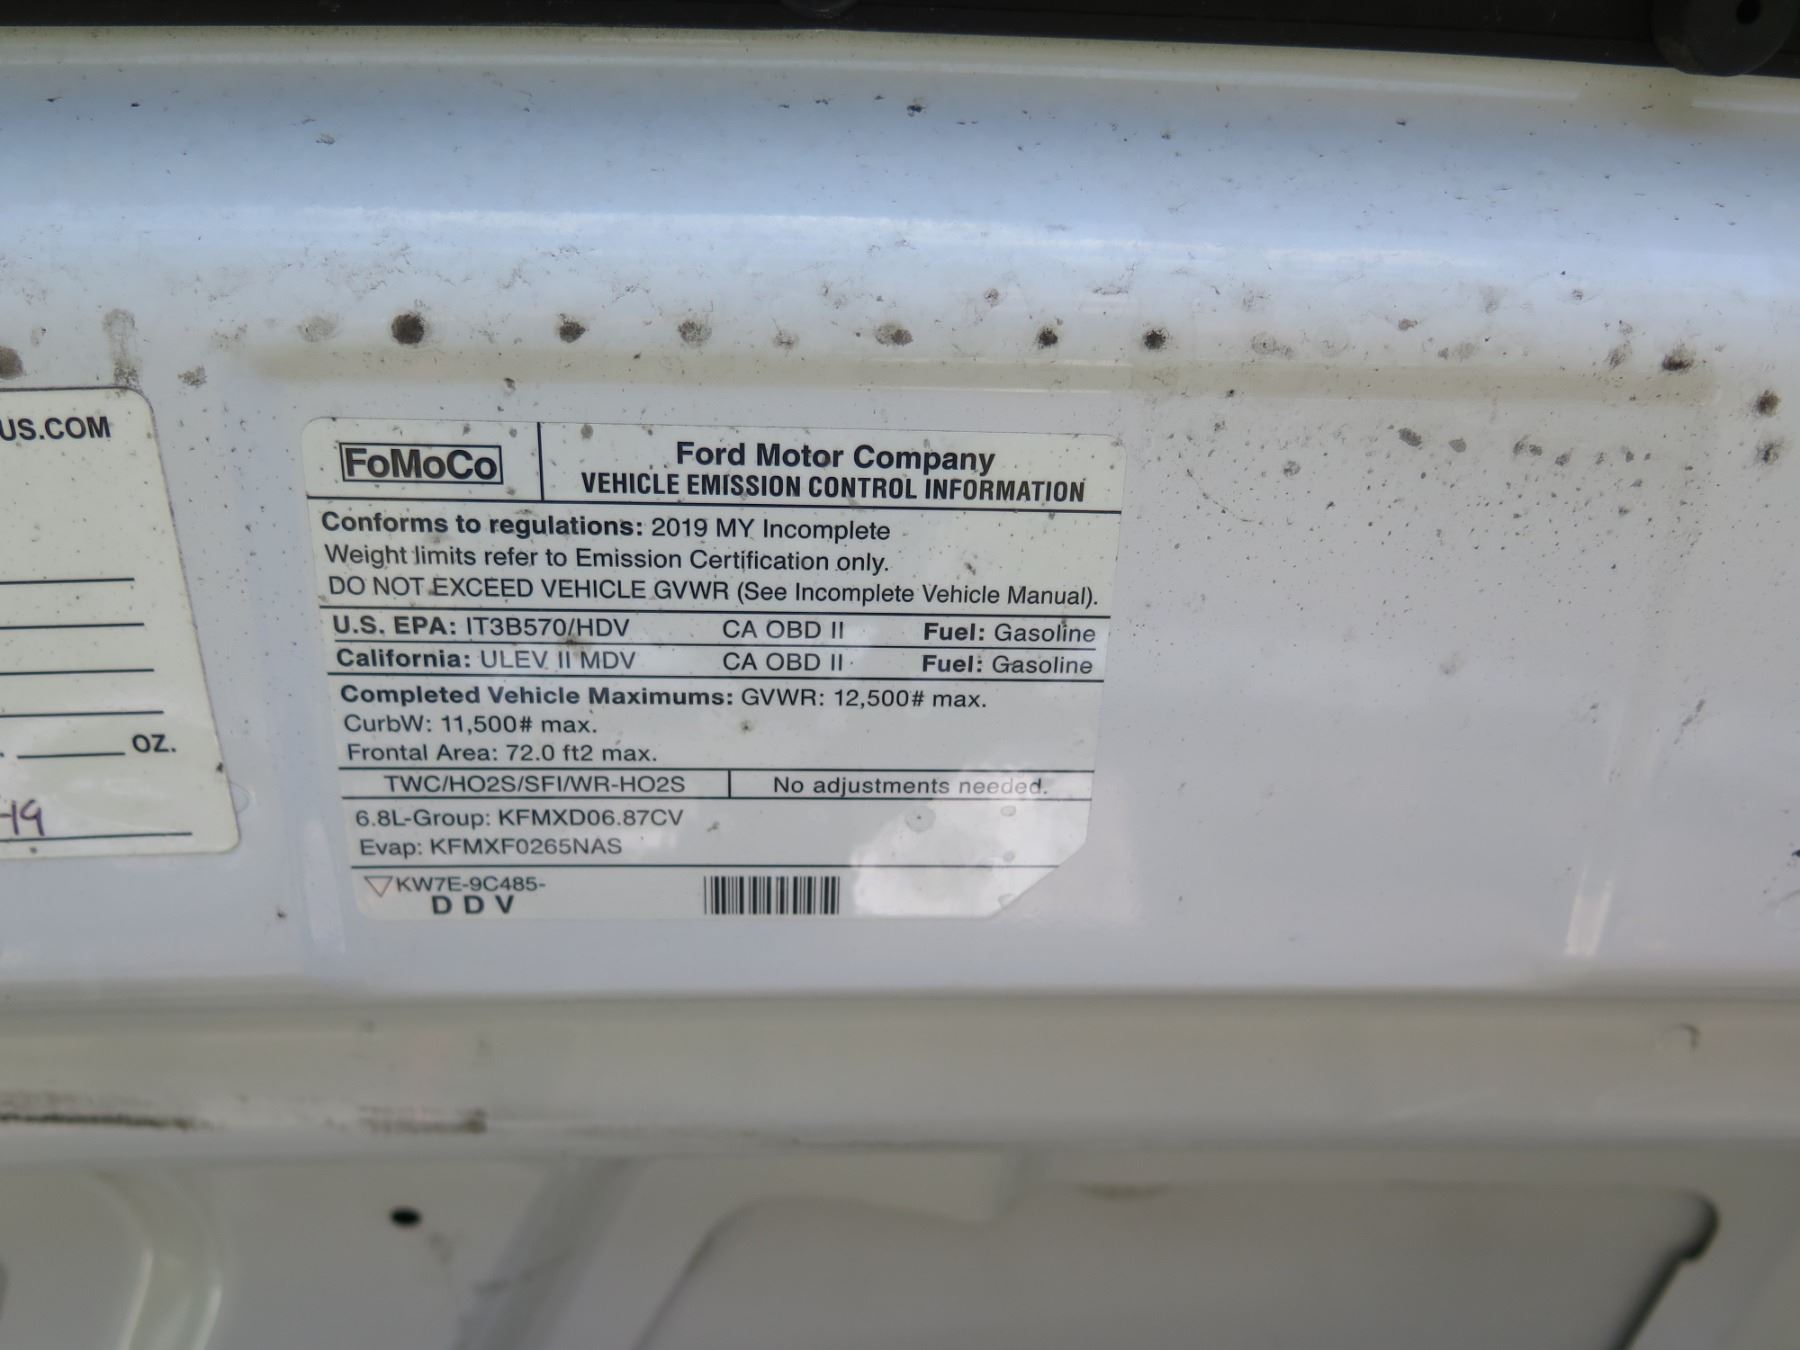 US.COM
OZ.
-19
FoMoCo
Ford Motor Company
VEHICLE EMISSION CONTROL INFORMATION
Conforms to regulations: 2019 MY Incomplete
Weight limits refer to Emission Certification only.
DO NOT EXCEED VEHICLE GVWR (See Incomplete Vehicle Manual).
U.S. EPA: IT3B570/HDV CA OBD II Fuel: Gasoline
California: ULEV II MDV CA OBD II Fuel: Gasoline
Completed Vehicle Maximums: GVWR: 12,500# max.
CurbW: 11,500# max.
Frontal Area: 72.0 ft2 max.
TWC/HO2S/SFI/WR-HO2S No adjustments needed.
6.8L-Group: KFMXD06.87CV
Evap: KFMXF0265NAS
KW7E-9C485-
DDV